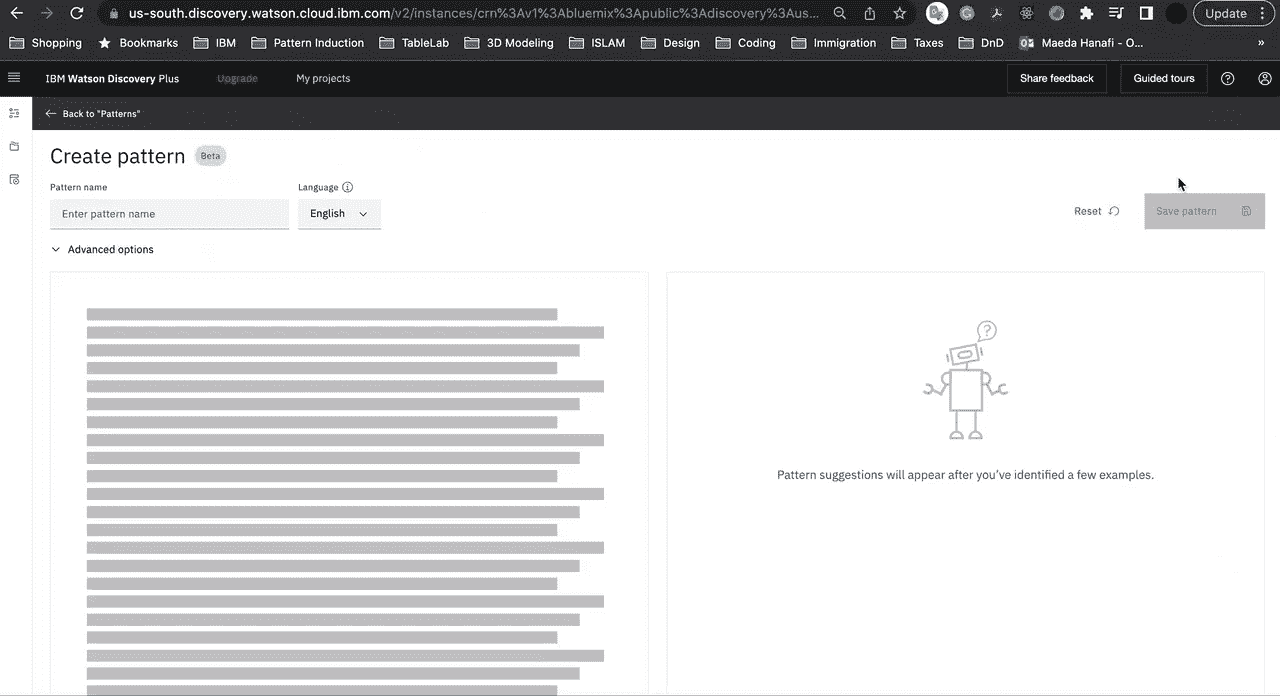 us-south.discovery.watson.cloud.ibm.com/v2/instances/crn%3Av1%3Abluemix%3Apublic%3Adiscovery%3Aus...
Update
Shopping
Bookmarks
IBM
Pattern Induction
TableLab
3D Modeling
ISLAM
Design
Coding
Immigration
Taxes
DnD
Maeda Hanafi - O...
»
IBM Watson Discovery Plus
Upgrade
My projects
Share feedback
Guided tours
Back to "Patterns"
Create pattern
Beta
Pattern name
Language
Enter pattern name
English
Reset
Save pattern
Advanced options
?
Pattern suggestions will appear after you've identified a few examples.